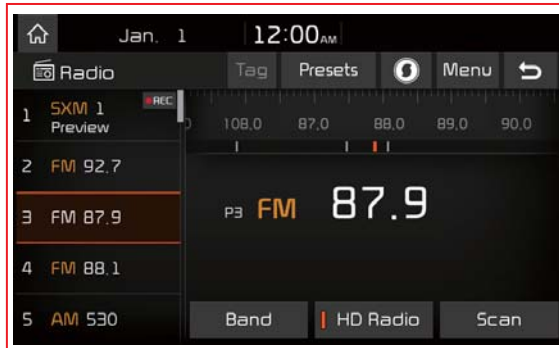 Jan. 1 12:00 AM
Radio Tag Presets Menu
1 SXM 1 REC
Preview
108.0 87.0 88.0 89.0 90.0
2 FM 92.7
3 FM 87.9
P3 FM 87.9
4 FM 88.1
5 AM 530
Band HD Radio Scan